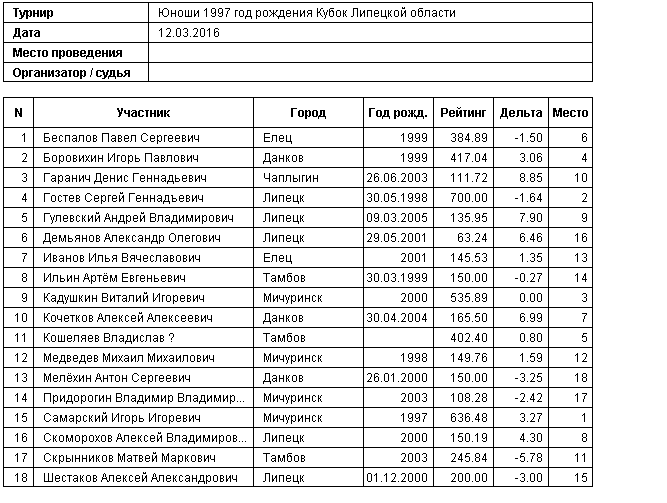 Турнир Юноши 1997 год рождения Кубок Липецкой области
Дата 12.03.2016
Место проведения
Организатор / судья
N Участник Город Год рожд. Рейтинг Дельта Место
1 Беспалов Павел Сергеевич Елец 1999 384.89 -1.50 6
2 Боровихин Игорь Павлович Данков 1999 417.04 3.06 4
3 Гаранич Денис Геннадьевич Чаплыгин 26.06.2003 111.72 8.85 10
4 Гостев Сергей Геннадъевич Липецк 30.05.1998 700.00 -1.64 2
5 Гулевский Андрей Владимирович Липецк 09.03.2005 135.95 7.90 9
6 Демьянов Александр Олегович Липецк 29.05.2001 63.24 6.46 16
7 Иванов Илья Вячеславович Елец 2001 145.53 1.35 13
8 Ильин Артём Евгеньевич Тамбов 30.03.1999 150.00 -0.27 14
9 Кадушкин Виталий Игоревич Мичуринск 2000 535.89 0.00 3
10 Кочетков Алексей Алексеевич Данков 30.04.2004 165.50 6.99 7
11 Кошеляев Владислав ? Тамбов 402.40 0.80 5
12 Медведев Михаил Михаилович Мичуринск 1998 149.76 1.59 12
13 Мелёхин Антон Сергеевич Данков 26.01.2000 150.00 -3.25 18
14 Придорогин Владимир Владимир... Мичуринск 2003 108.28 -2.42 17
15 Самарский Игорь Игоревич Мичуринск 1997 636.48 3.27 1
16 Скоморохов Алексей Владимиров... Липецк 2000 150.19 4.30 8
17 Скрынников Матвей Маркович Тамбов 2003 245.84 -5.78 11
18 Шестаков Алексей Александрович Липецк 01.12.2000 200.00 -3.00 15